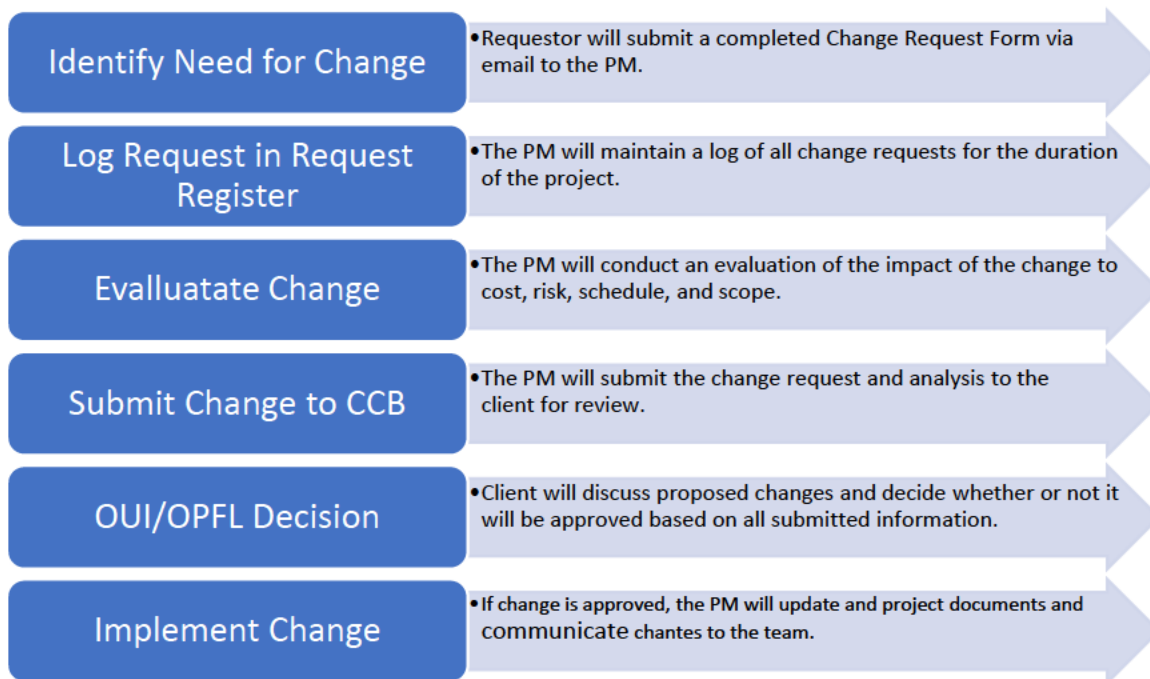 Identify Need for Change
•Requestor will submit a completed Change Request Form via
email to the PM.
Log Request in Request
Register
•The PM will maintain a log of all change requests for the duration
of the project.
Evalluatate Change
•The PM will conduct an evaluation of the impact of the change to
cost, risk, schedule, and scope.
Submit Change to CCB
•The PM will submit the change request and analysis to the
client for review.
OUI/OPFL Decision
•Client will discuss proposed changes and decide whether or not it
will be approved based on all submitted information.
Implement Change
•If change is approved, the PM will update and project documents and
communicate chantes to the team.